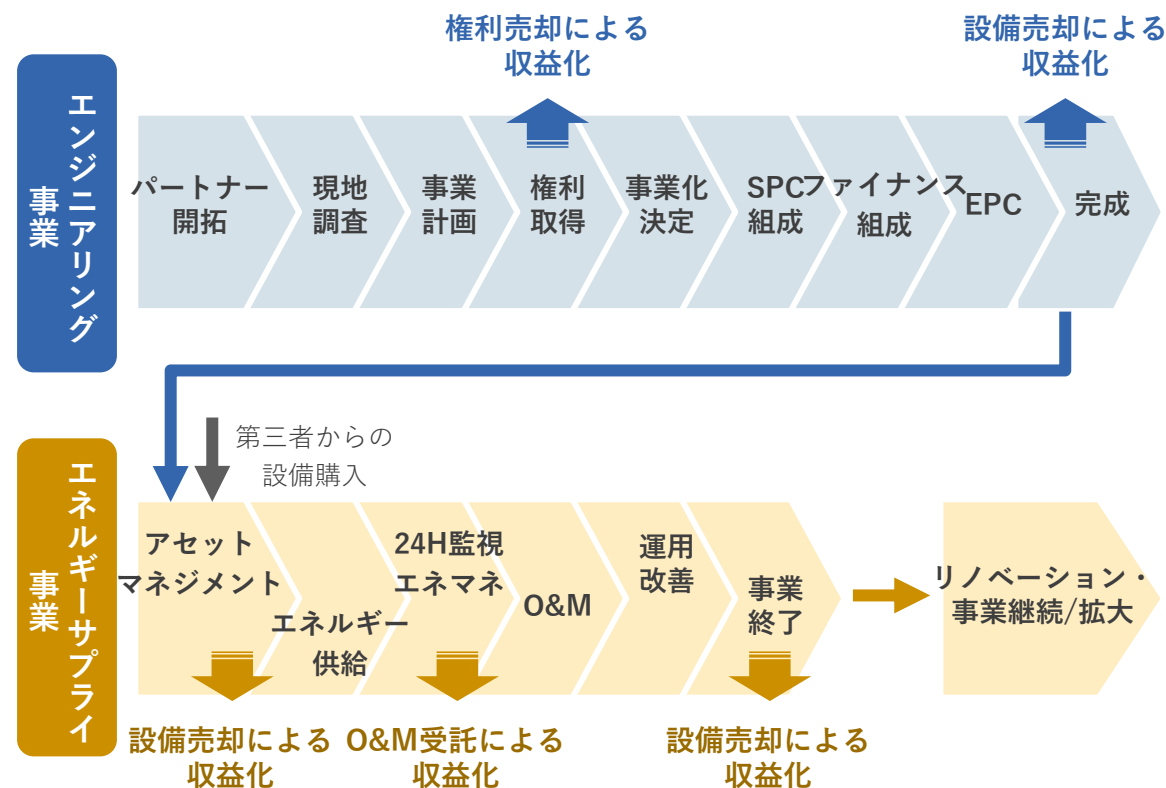 権利売却による
収益化
設備売却による
収益化
エンジニアリング
事業
パートナー
開拓
現地
調査
事業
計画
権利
取得
事業化
決定
SPC
組成
ファイナンス
組成
EPC
完成
第三者からの
設備購入
エネルギーサプライ
事業
アセット
マネジメント
エネルギー
供給
24H監視
エネマネ
O&M
運用
改善
事業
終了
リノベーション・
事業継続/拡大
設備売却による
収益化
O&M受託による
収益化
設備売却による
収益化